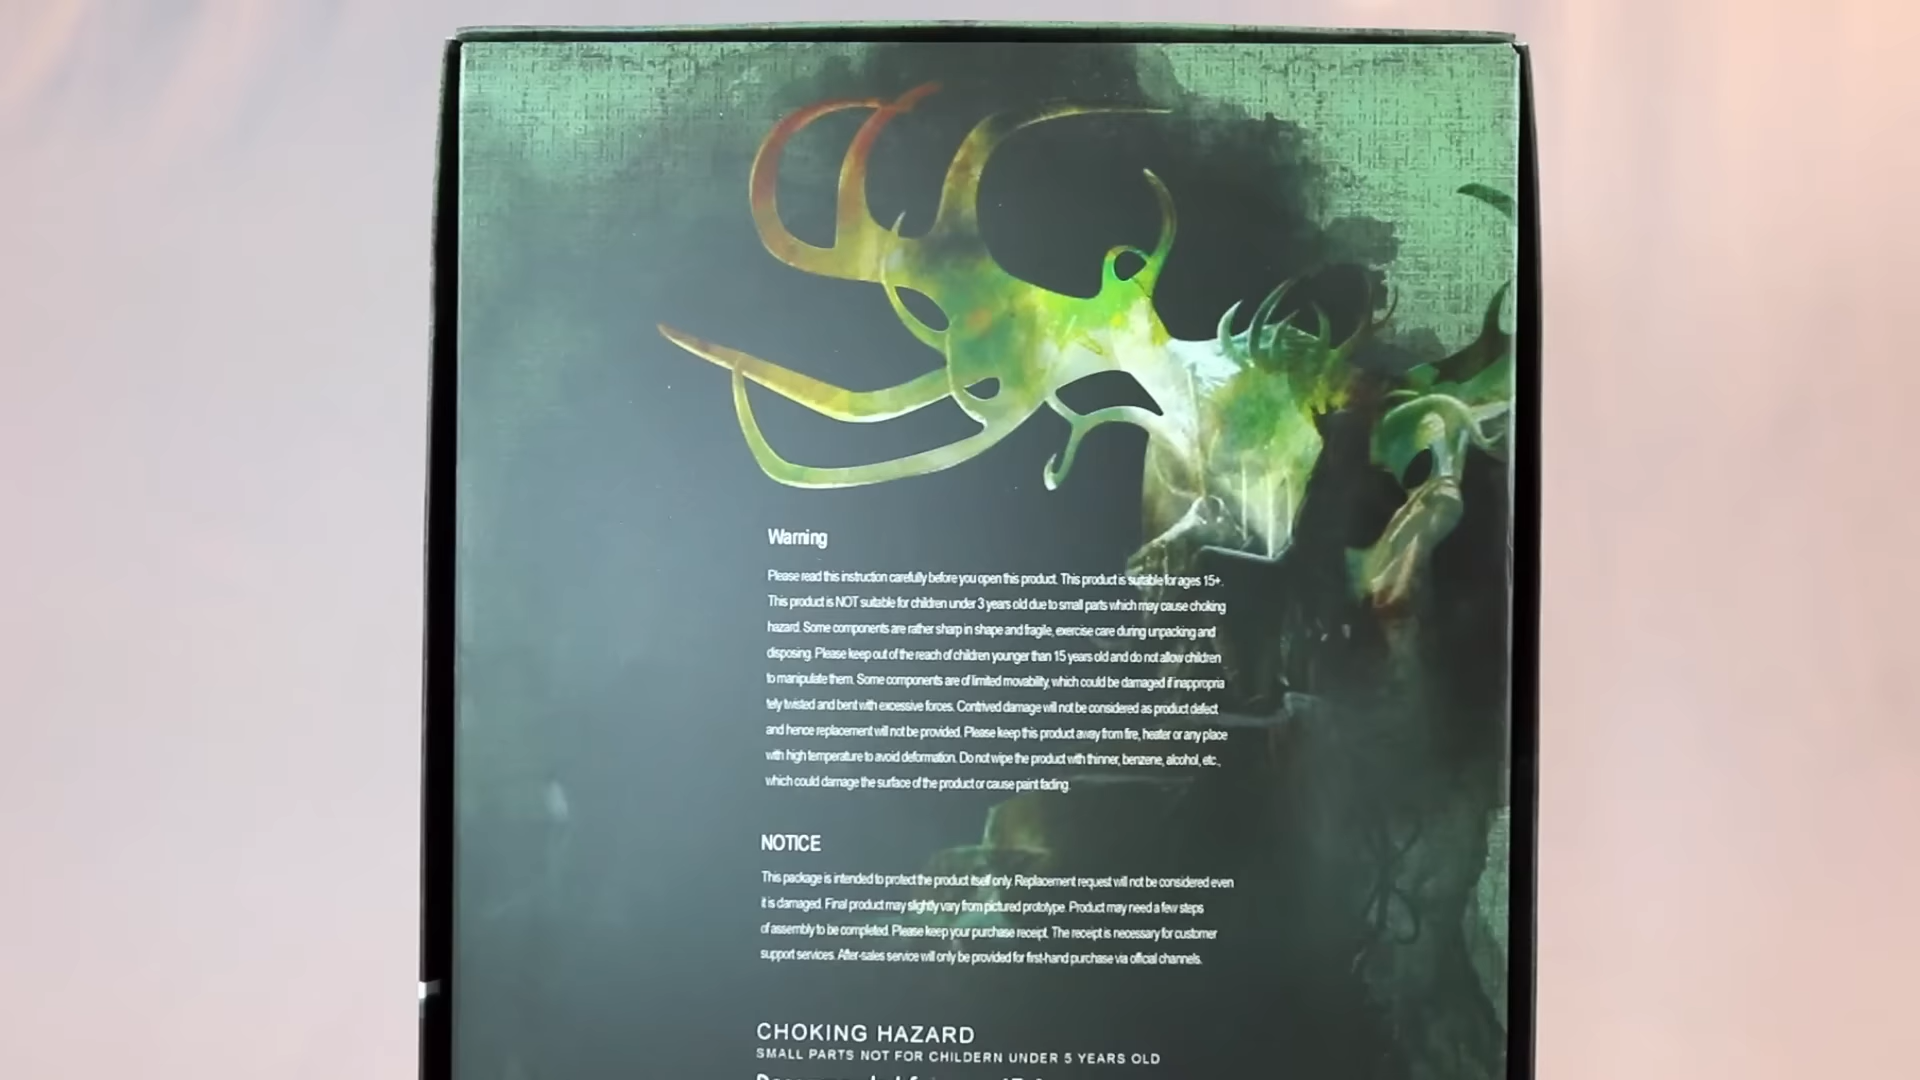 Warning
Please read this instruction carefully before you open this product. This product is suitable for ages 15+.
This product is NOT suitable for children under 3 years old due to small parts which may cause choking
hazard. Some components are rather sharp in shape and fragile, exercise care during unpacking and
disposing. Please keep out of the reach of children younger than 15 years old and do not allow children
to manipulate them. Some components are of limited movability, which could be damaged if inappropria
tely twisted and bent with excessive forces. Contrived damage will not be considered as product defect
and hence replacement will not be provided. Please keep this product away from fire, heater or any place
with high temperature to avoid deformation. Do not wipe the product with thinner, benzene, alcohol, etc.,
which could damage the surface of the product or cause paint fading.
NOTICE
This package is intended to protect the product itself only. Replacement request will not be considered even
it is damaged. Final product may slightly vary from pictured prototype. Product may need a few steps
of assembly to be completed. Please keep your purchase receipt. The receipt is necessary for customer
support services. After-sales service will only be provided for first-hand purchase via official channels.
CHOKING HAZARD
SMALL PARTS NOT FOR CHILDERN UNDER 5 YEARS OLD